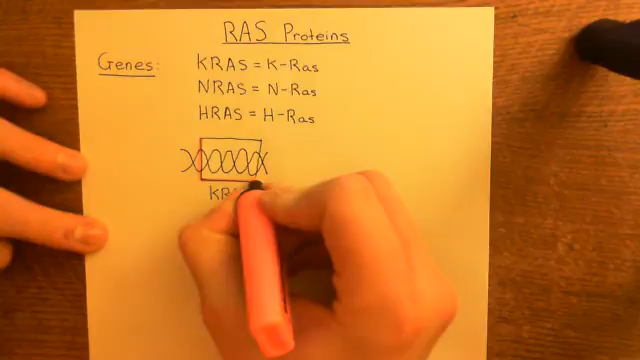 RAS Proteins
Genes:
KRAS = K-Ras
NRAS = N-Ras
HRAS = H-Ras